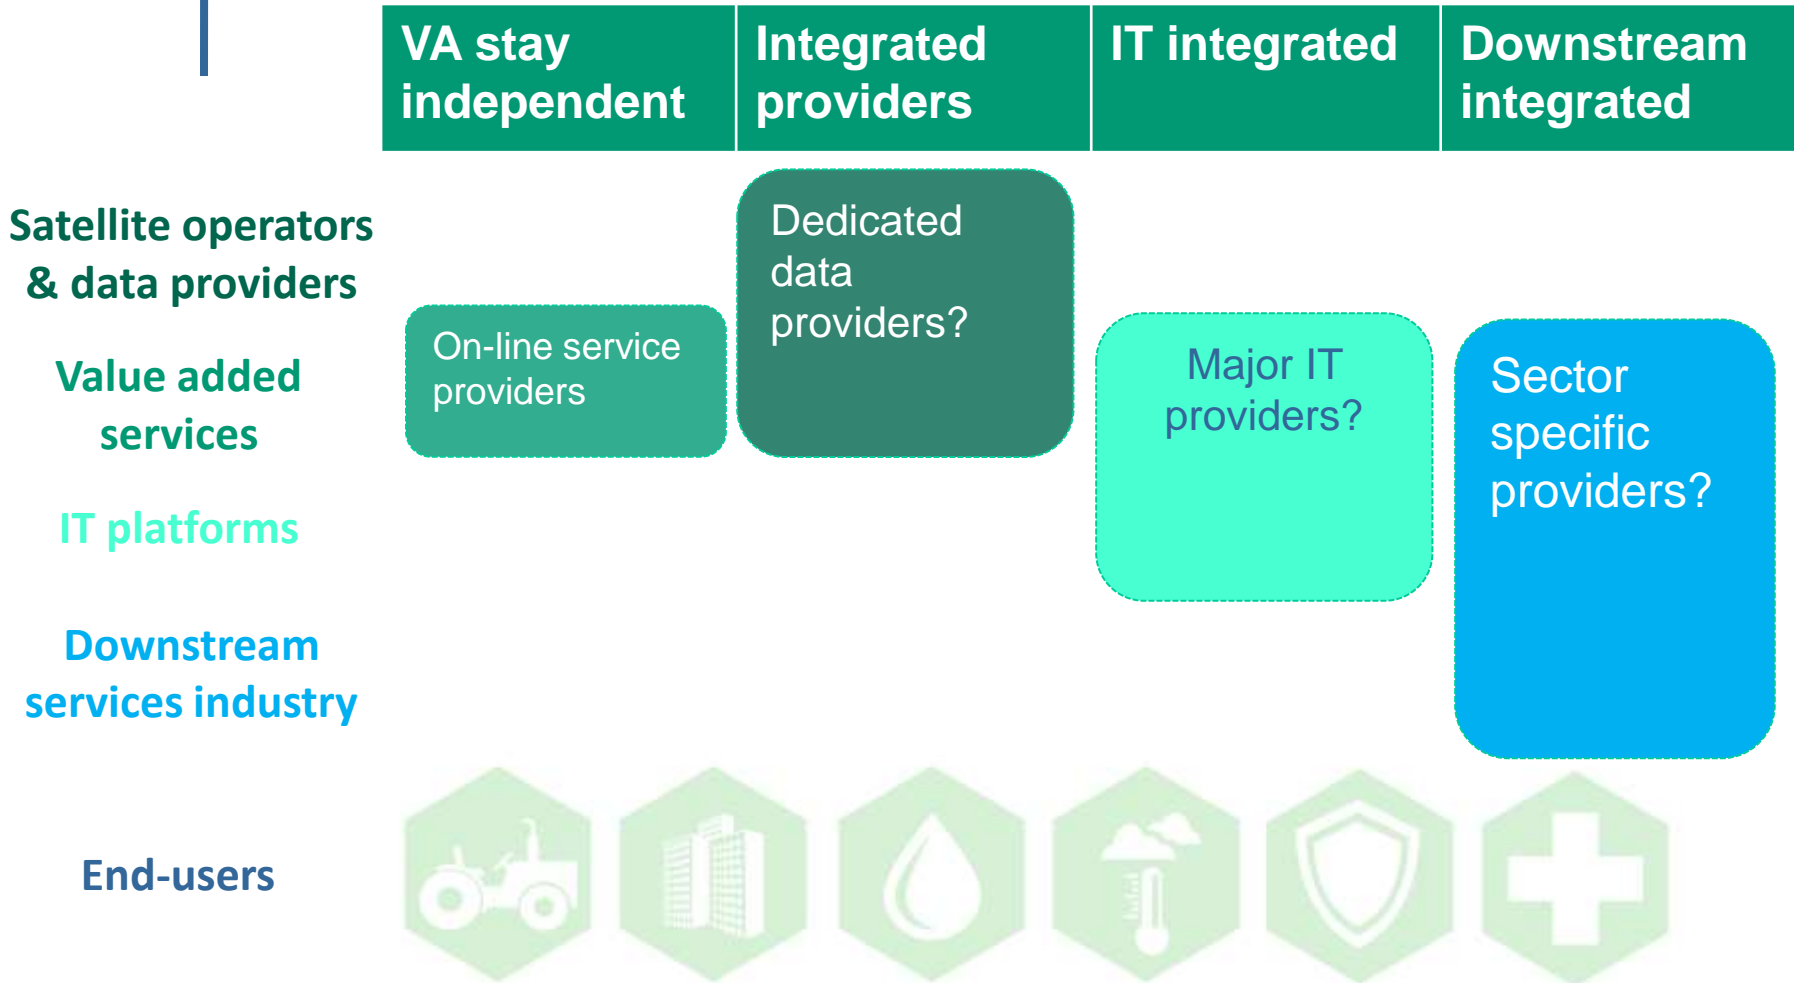 VA stay
independent
Integrated
providers
IT integrated
Downstream
integrated
Satellite operators
& data providers
Dedicated
data
providers?
On-line service
providers
Value added
services
Major IT
providers?
Sector
specific
providers?
IT platforms
Downstream
services industry
End-users